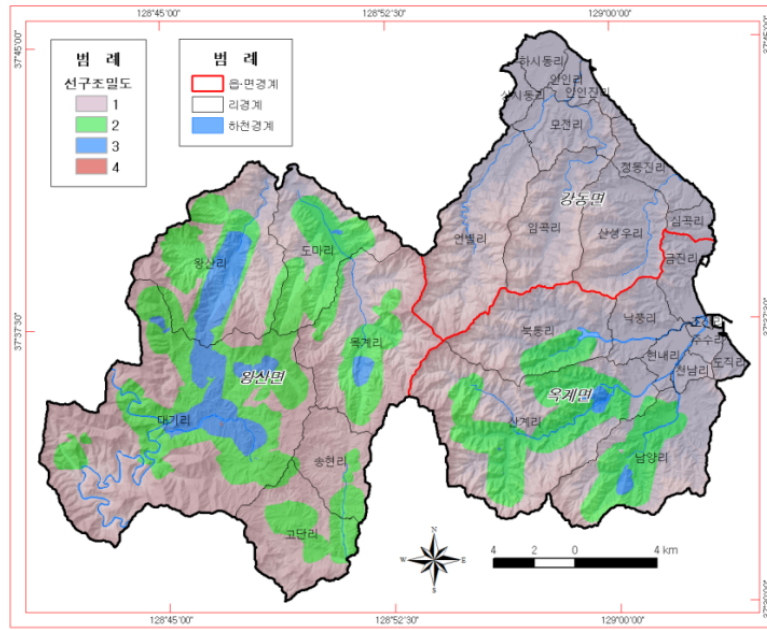 128°45'00"
128°52'30"
129°00'00"
37°45'00"
37°45'00"
범 례
선구조밀도
1
2
3
4
범 례
읍·면경계
리경계
하천경계
하시동리
안인리
상시동리
안인진리
모전리
정동진리
강동면
심곡리
언별리
임곡리
산성우리
금진리
왕산리
도마리
37°37'30"
37°37'30"
낙풍리
북동리
목계리
주수리
현내리
도직리
천남리
왕산면
옥계면
대기리
산계리
송현리
남양리
고단리
N
W
E
S
4 2 0 4 km
128°45'00"
128°52'30"
129°00'00"